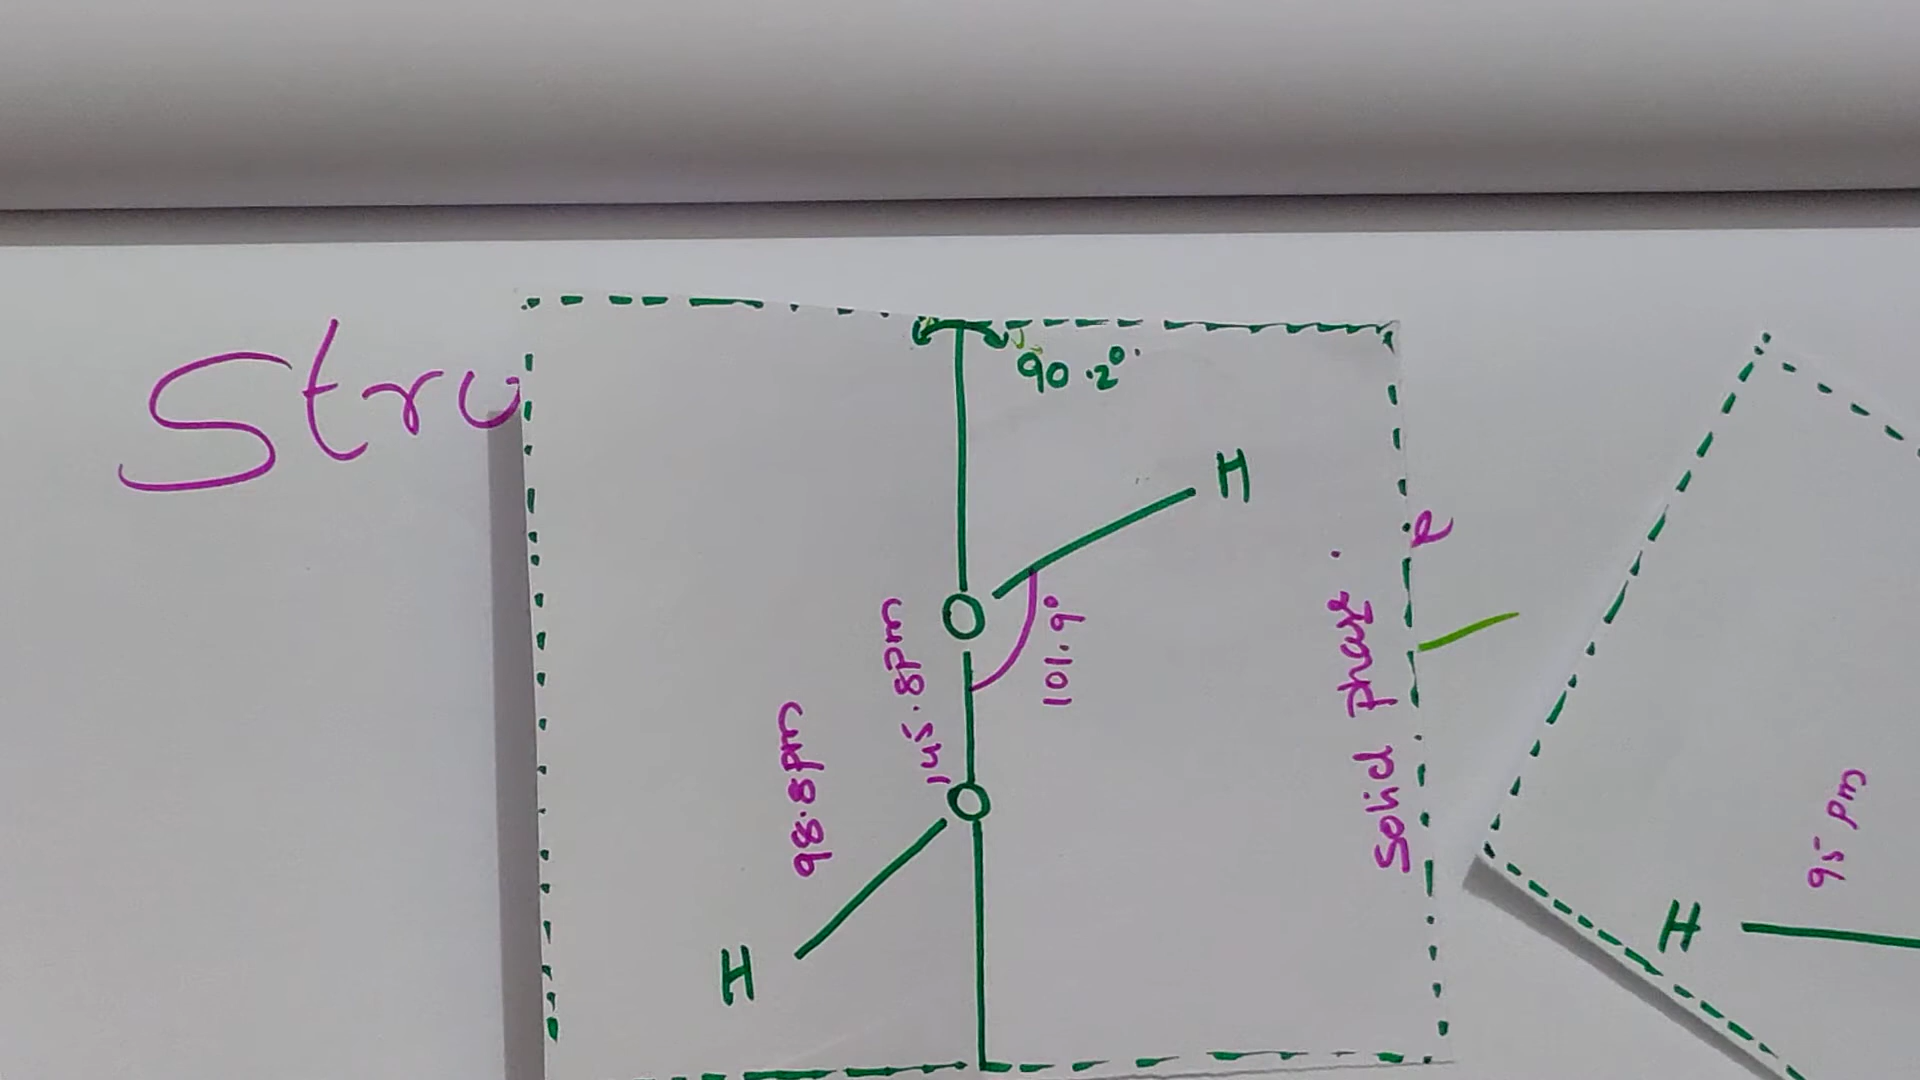 Stru
90.2°
H
O
101.9°
145.8pm
98.8pm
O
H
Solid phase.
95 pm
H